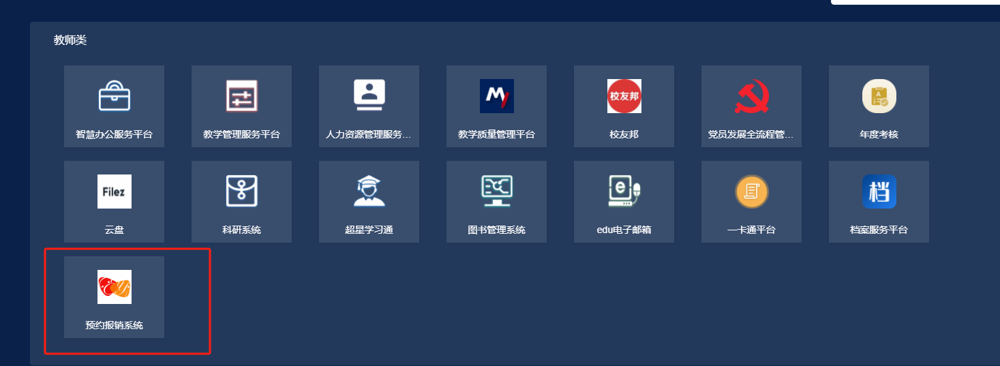 教师类
智慧办公服务平台
教学管理服务平台
人力资源管理服务...
My
教学质量管理平台
校友邦
校友邦
党员发展全流程管...
A
年度考核
Filez
云盘
科研系统
超星学习通
图书管理系统
e
edu电子邮箱
一卡通平台
档
档案服务平台
预约报销系统